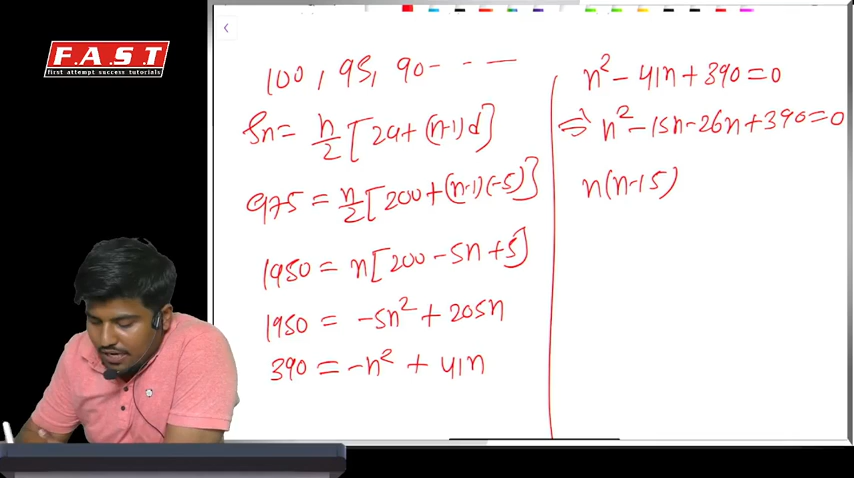 F.A.S.T
first attempt success tutorials
100, 95, 90- - - —
Sn = n/2 [2a + (n-1)d]
975 = n/2 [200 + (n-1)(-5)]
1950 = n[200 - 5n + 5]
1950 = -5n² + 205n
390 = -n² + 41n
n² - 41n + 390 = 0
⇒ n² - 15n - 26n + 390 = 0
n(n-15)